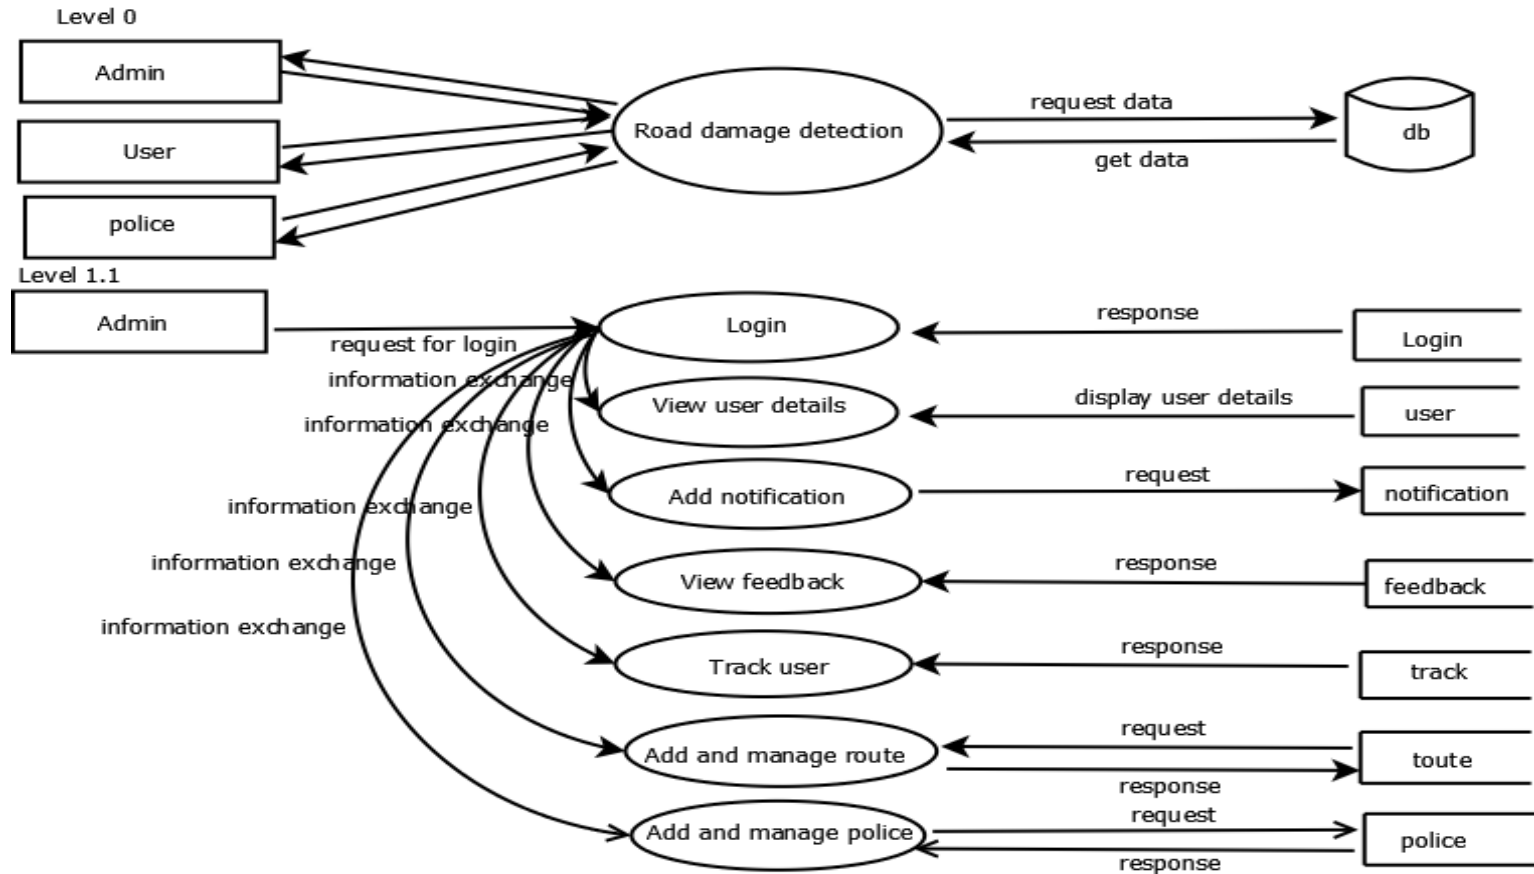 Level 0
Admin
User
police
Road damage detection
request data
get data
db
Level 1.1
Admin
request for login
Login
response
Login
information exchange
View user details
display user details
user
information exchange
Add notification
request
notification
information exchange
View feedback
response
feedback
information exchange
Track user
response
track
information exchange
Add and manage route
request
response
toute
Add and manage police
request
response
police